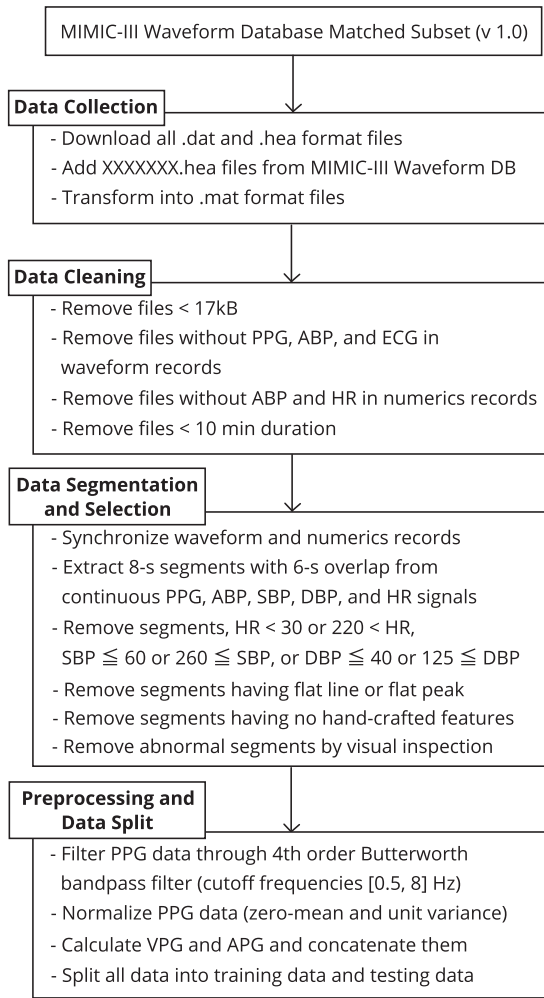 MIMIC-III Waveform Database Matched Subset (v 1.0)
Data Collection
- Download all .dat and .hea format files
- Add XXXXXXX.hea files from MIMIC-III Waveform DB
- Transform into .mat format files
Data Cleaning
- Remove files < 17kB
- Remove files without PPG, ABP, and ECG in
waveform records
- Remove files without ABP and HR in numerics records
- Remove files < 10 min duration
Data Segmentation
and Selection
- Synchronize waveform and numerics records
- Extract 8-s segments with 6-s overlap from
continuous PPG, ABP, SBP, DBP, and HR signals
- Remove segments, HR < 30 or 220 < HR,
SBP ≦ 60 or 260 ≦ SBP, or DBP ≦ 40 or 125 ≦ DBP
- Remove segments having flat line or flat peak
- Remove segments having no hand-crafted features
- Remove abnormal segments by visual inspection
Preprocessing and
Data Split
- Filter PPG data through 4th order Butterworth
bandpass filter (cutoff frequencies [0.5, 8] Hz)
- Normalize PPG data (zero-mean and unit variance)
- Calculate VPG and APG and concatenate them
- Split all data into training data and testing data